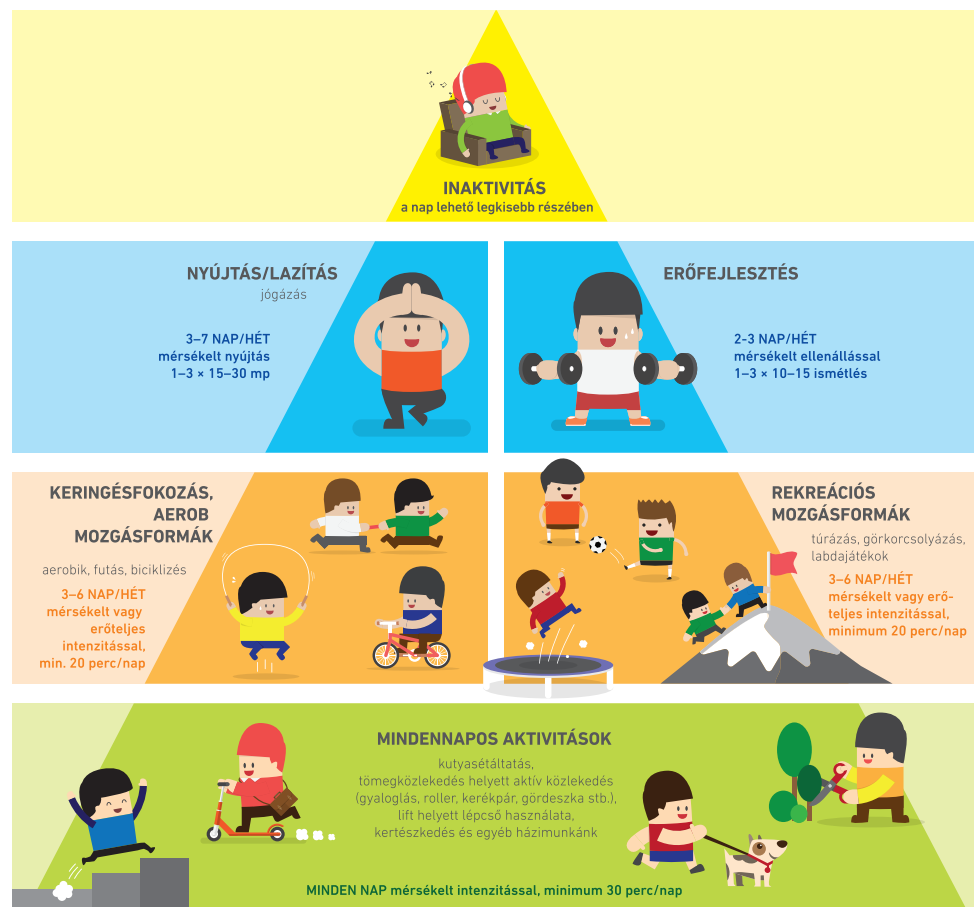 INAKTIVITÁS
a nap lehető legkisebb részében
NYÚJTÁS/LAZÍTÁS
jógázás
3–7 NAP/HÉT
mérsékelt nyújtás
1–3 × 15–30 mp
ERŐFEJLESZTÉS
2-3 NAP/HÉT
mérsékelt ellenállással
1–3 × 10–15 ismétlés
KERINGÉSFOKOZÁS,
AEROB
MOZGÁSFORMÁK
aerobik, futás, biciklizés
3–6 NAP/HÉT
mérsékelt vagy
erőteljes
intenzitással,
min. 20 perc/nap
REKREÁCIÓS
MOZGÁSFORMÁK
túrázás, görkorcsolyázás,
labdajátékok
3–6 NAP/HÉT
mérsékelt vagy erő-
teljes intenzitással,
minimum 20 perc/nap
MINDENNAPOS AKTIVITÁSOK
kutyasétáltatás,
tömegközlekedés helyett aktív közlekedés
(gyaloglás, roller, kerékpár, gördeszka stb.),
lift helyett lépcső használata,
kertészkedés és egyéb házimunkánk
MINDEN NAP mérsékelt intenzitással, minimum 30 perc/nap